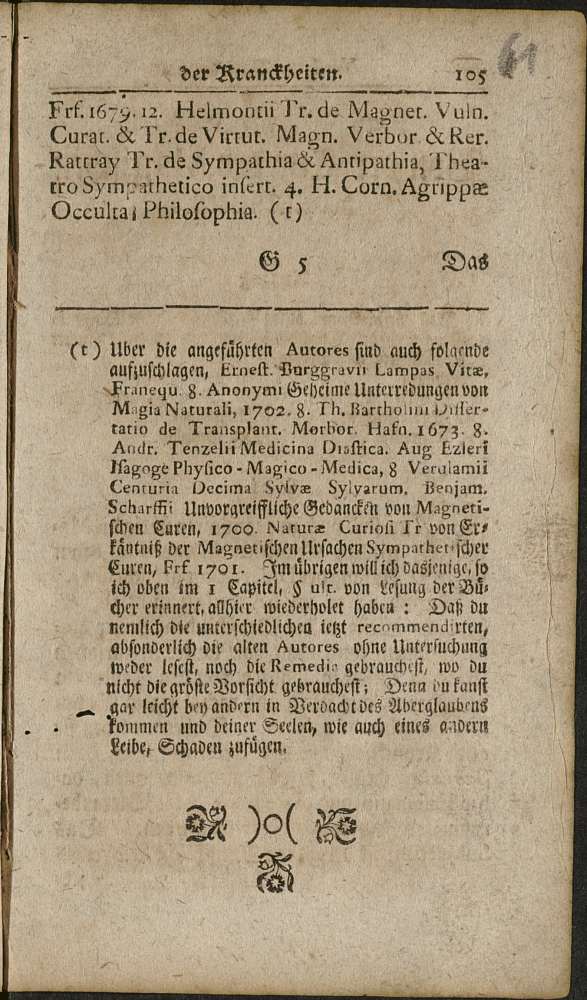 der Kranckheiten. 105
61
Frf. 1679. 12. Helmontii Tr. de Magnet. Vuln.
Curat. & Tr. de Virtut. Magn. Verbor & Rer.
Rattray Tr. de Sympathia & Antipathia, Thea-
tro Sympathetico insert. 4. H. Corn. Agrippæ
Occulta Philosophia. (t)
G 5 Das
(t) Uber die angeführten Autores sind auch folgende
aufzuschlagen, Ernest. Burggravii Lampas Vitæ,
Franequ. 8. Anonymi Geheime Unterredungen von
Magia Naturali, 1702. 8. Th. Bartholini Disser-
tatio de Transplant. Morbor. Hafn. 1673. 8.
Andr. Tenzelii Medicina Diastica. Aug Ezleri
Isagoge Physico-Magico-Medica, 8 Verulamii
Centuria Decima Sylvæ Sylvarum. Benjam.
Scharffii Unvorgreiffliche Gedancken von Magneti-
schen Curen, 1700. Naturæ Curiosi Tr von Er-
käntniß der Magnetischen Ursachen Sympathetischer
Curen, Frf 1701. Im übrigen will ich dasjenige, so
ich oben im 1 Capitel, § ult. von Lesung der Bü-
cher erinnert, allhier wiederholet haben : Daß du
nemlich die unterschiedlichen ietzt recommendirten,
absonderlich die alten Autores ohne Untersuchung
weder lesest, noch die Remedia gebrauchest, wo du
nicht die gröste Vorsicht gebrauchest; Denn du kanst
gar leicht bey andern in Verdacht des Aberglaubens
kommen und deiner Seelen, wie auch eines andern
Leibe, Schaden zufügen.
)o(